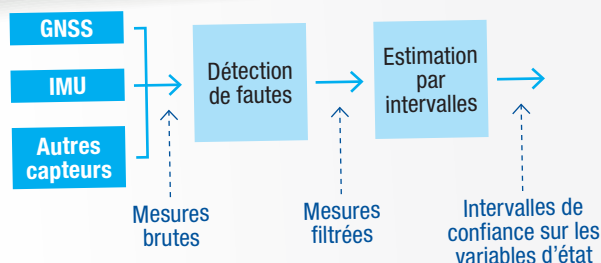 GNSS
IMU
Autres
capteurs
Détection
de fautes
Estimation
par
intervalles
Mesures
brutes
Mesures
filtrées
Intervalles de
confiance sur les
variables d'état